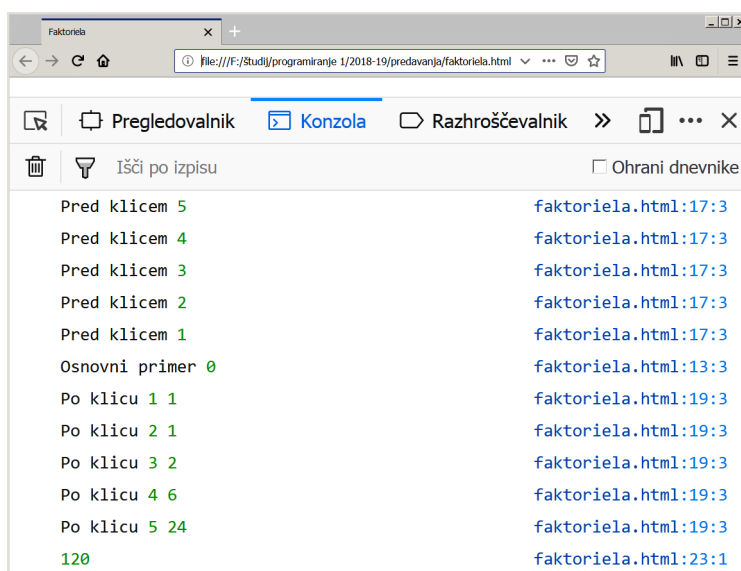 Faktoriela
file:///F:/študij/programiranje 1/2018-19/predavanja/faktoriela.html
Pregledovalnik Konzola Razhroščevalnik
Išči po izpisu Ohrani dnevnike
Pred klicem 5 faktoriela.html:17:3
Pred klicem 4 faktoriela.html:17:3
Pred klicem 3 faktoriela.html:17:3
Pred klicem 2 faktoriela.html:17:3
Pred klicem 1 faktoriela.html:17:3
Osnovni primer 0 faktoriela.html:13:3
Po klicu 1 1 faktoriela.html:19:3
Po klicu 2 1 faktoriela.html:19:3
Po klicu 3 2 faktoriela.html:19:3
Po klicu 4 6 faktoriela.html:19:3
Po klicu 5 24 faktoriela.html:19:3
120 faktoriela.html:23:1